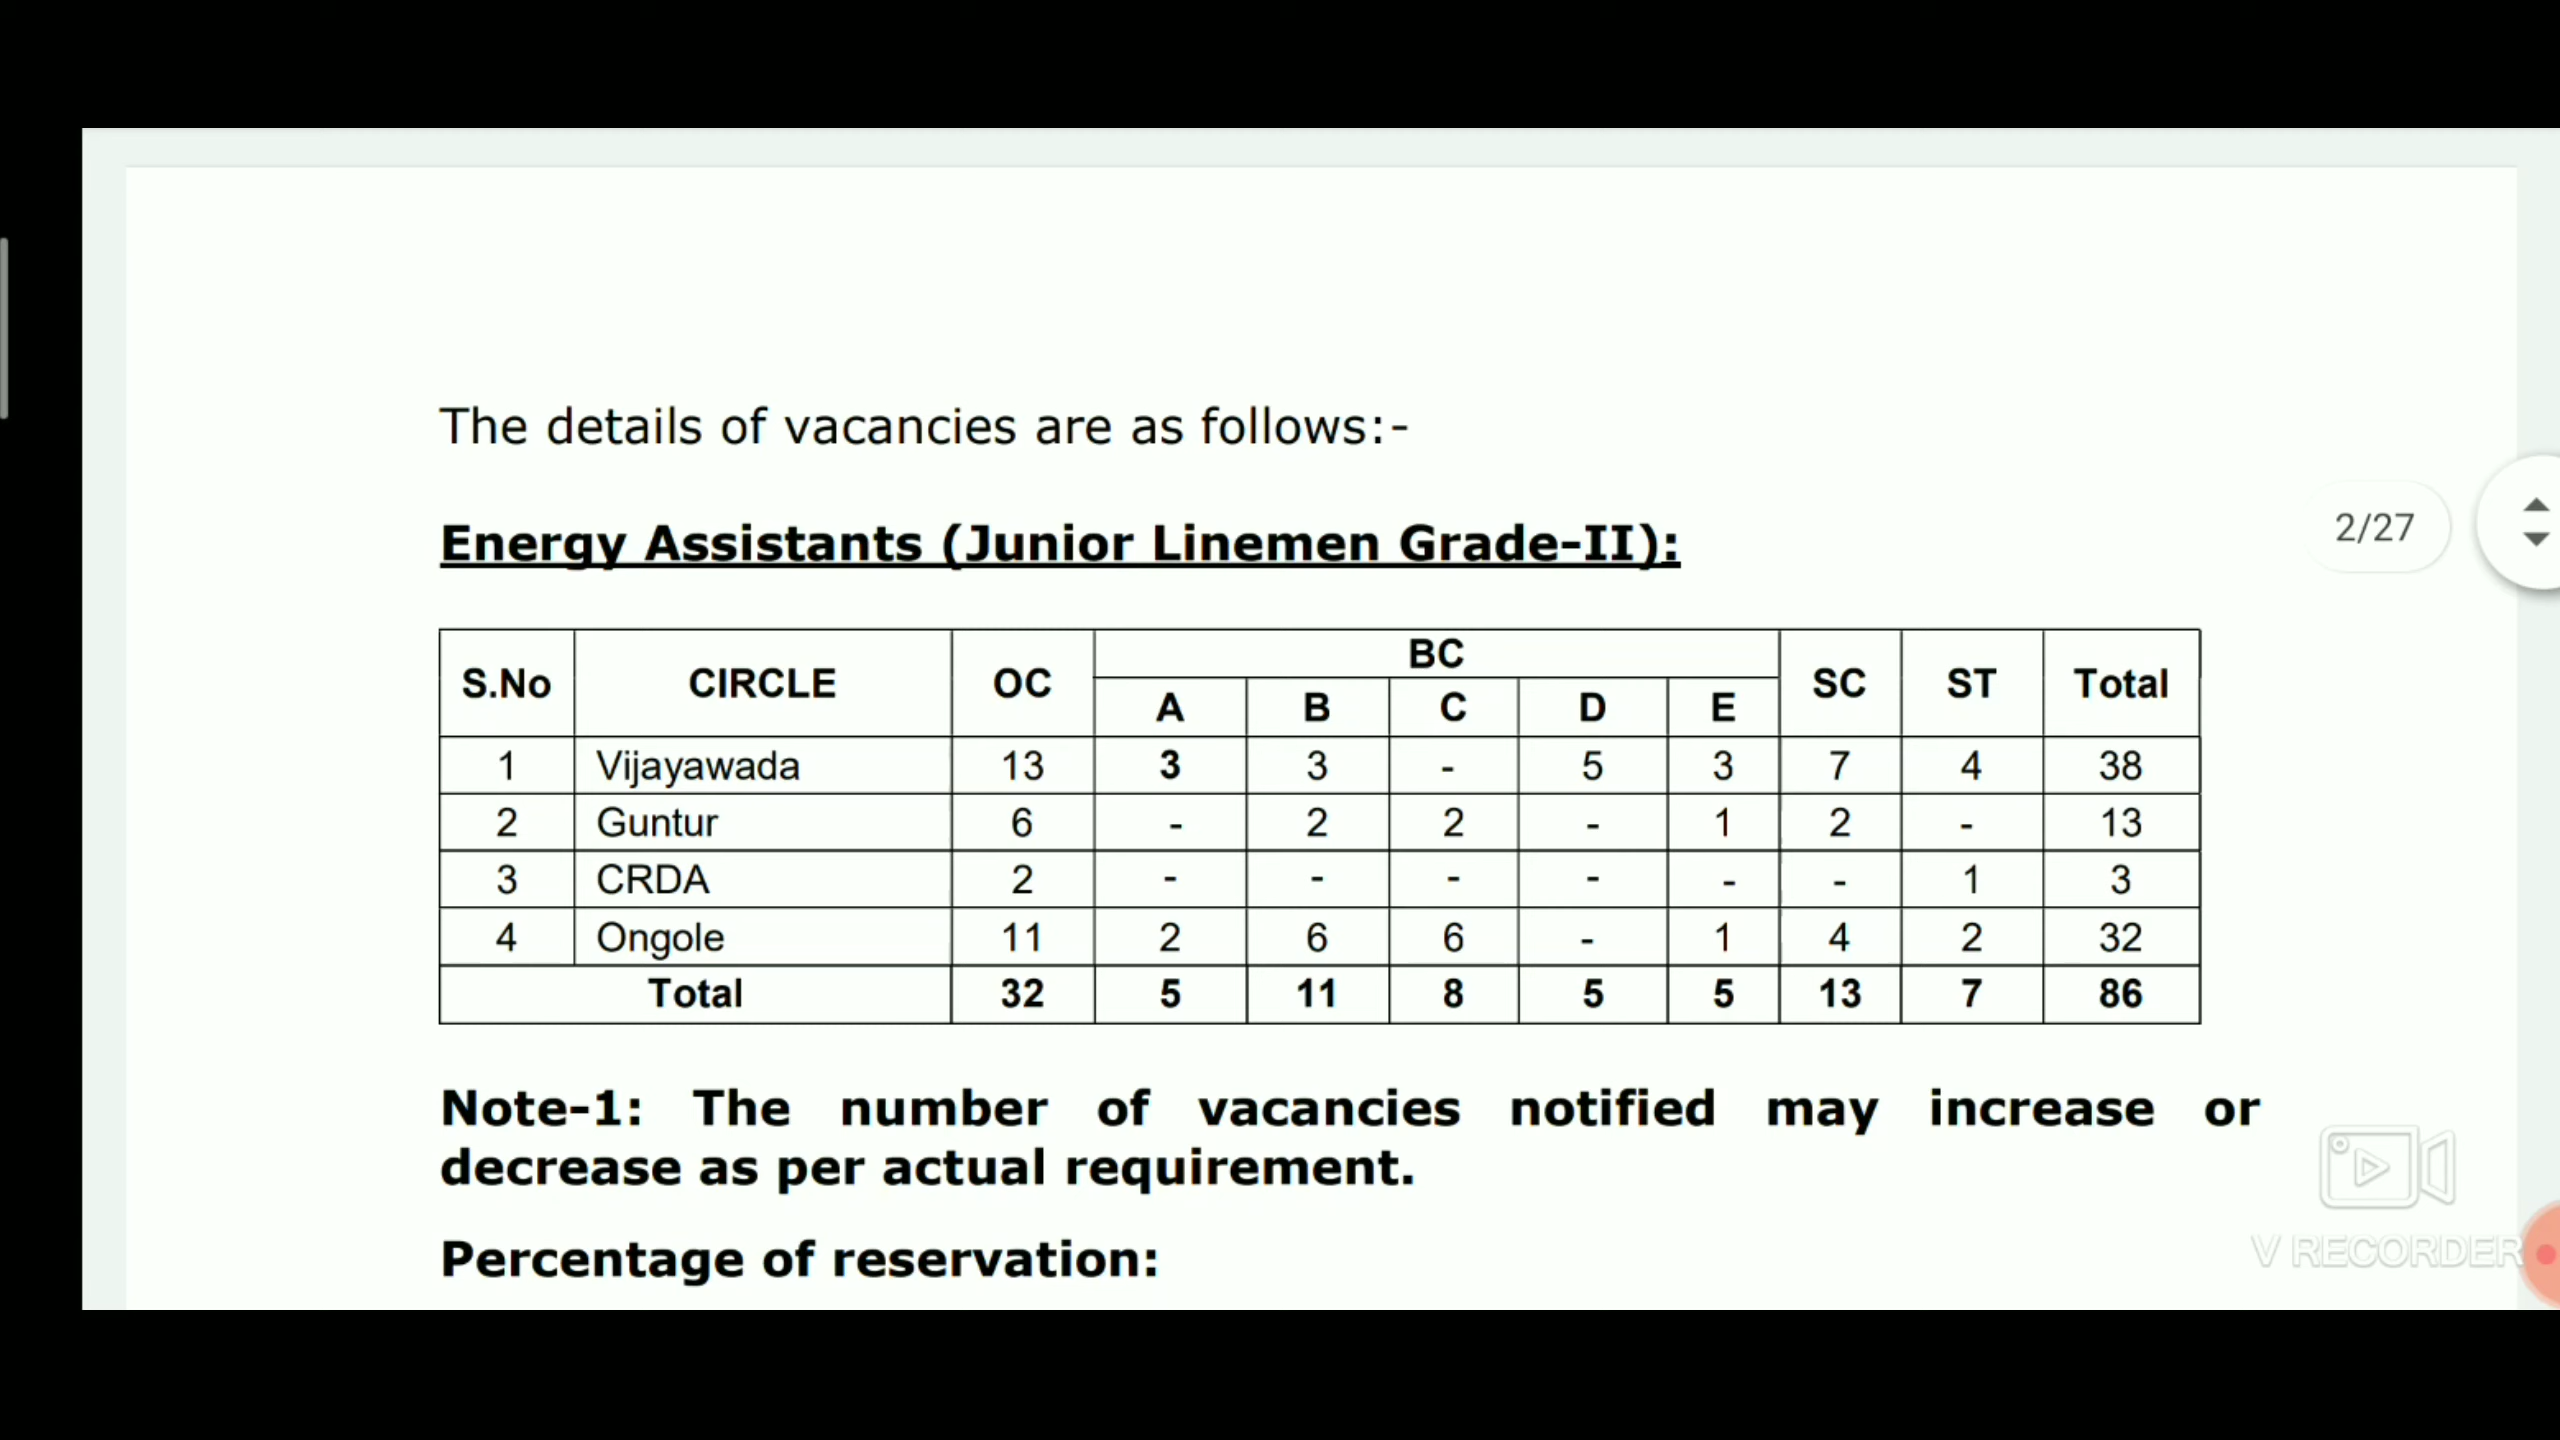 The details of vacancies are as follows:-
Energy Assistants (Junior Linemen Grade-II):
2/27
S.No CIRCLE OC BC SC ST Total
A B C D E
1 Vijayawada 13 3 3 - 5 3 7 4 38
2 Guntur 6 - 2 2 - 1 2 - 13
3 CRDA 2 - - - - - - 1 3
4 Ongole 11 2 6 6 - 1 4 2 32
Total 32 5 11 8 5 5 13 7 86
Note-1: The number of vacancies notified may increase or
decrease as per actual requirement.
Percentage of reservation:
V RECORDER